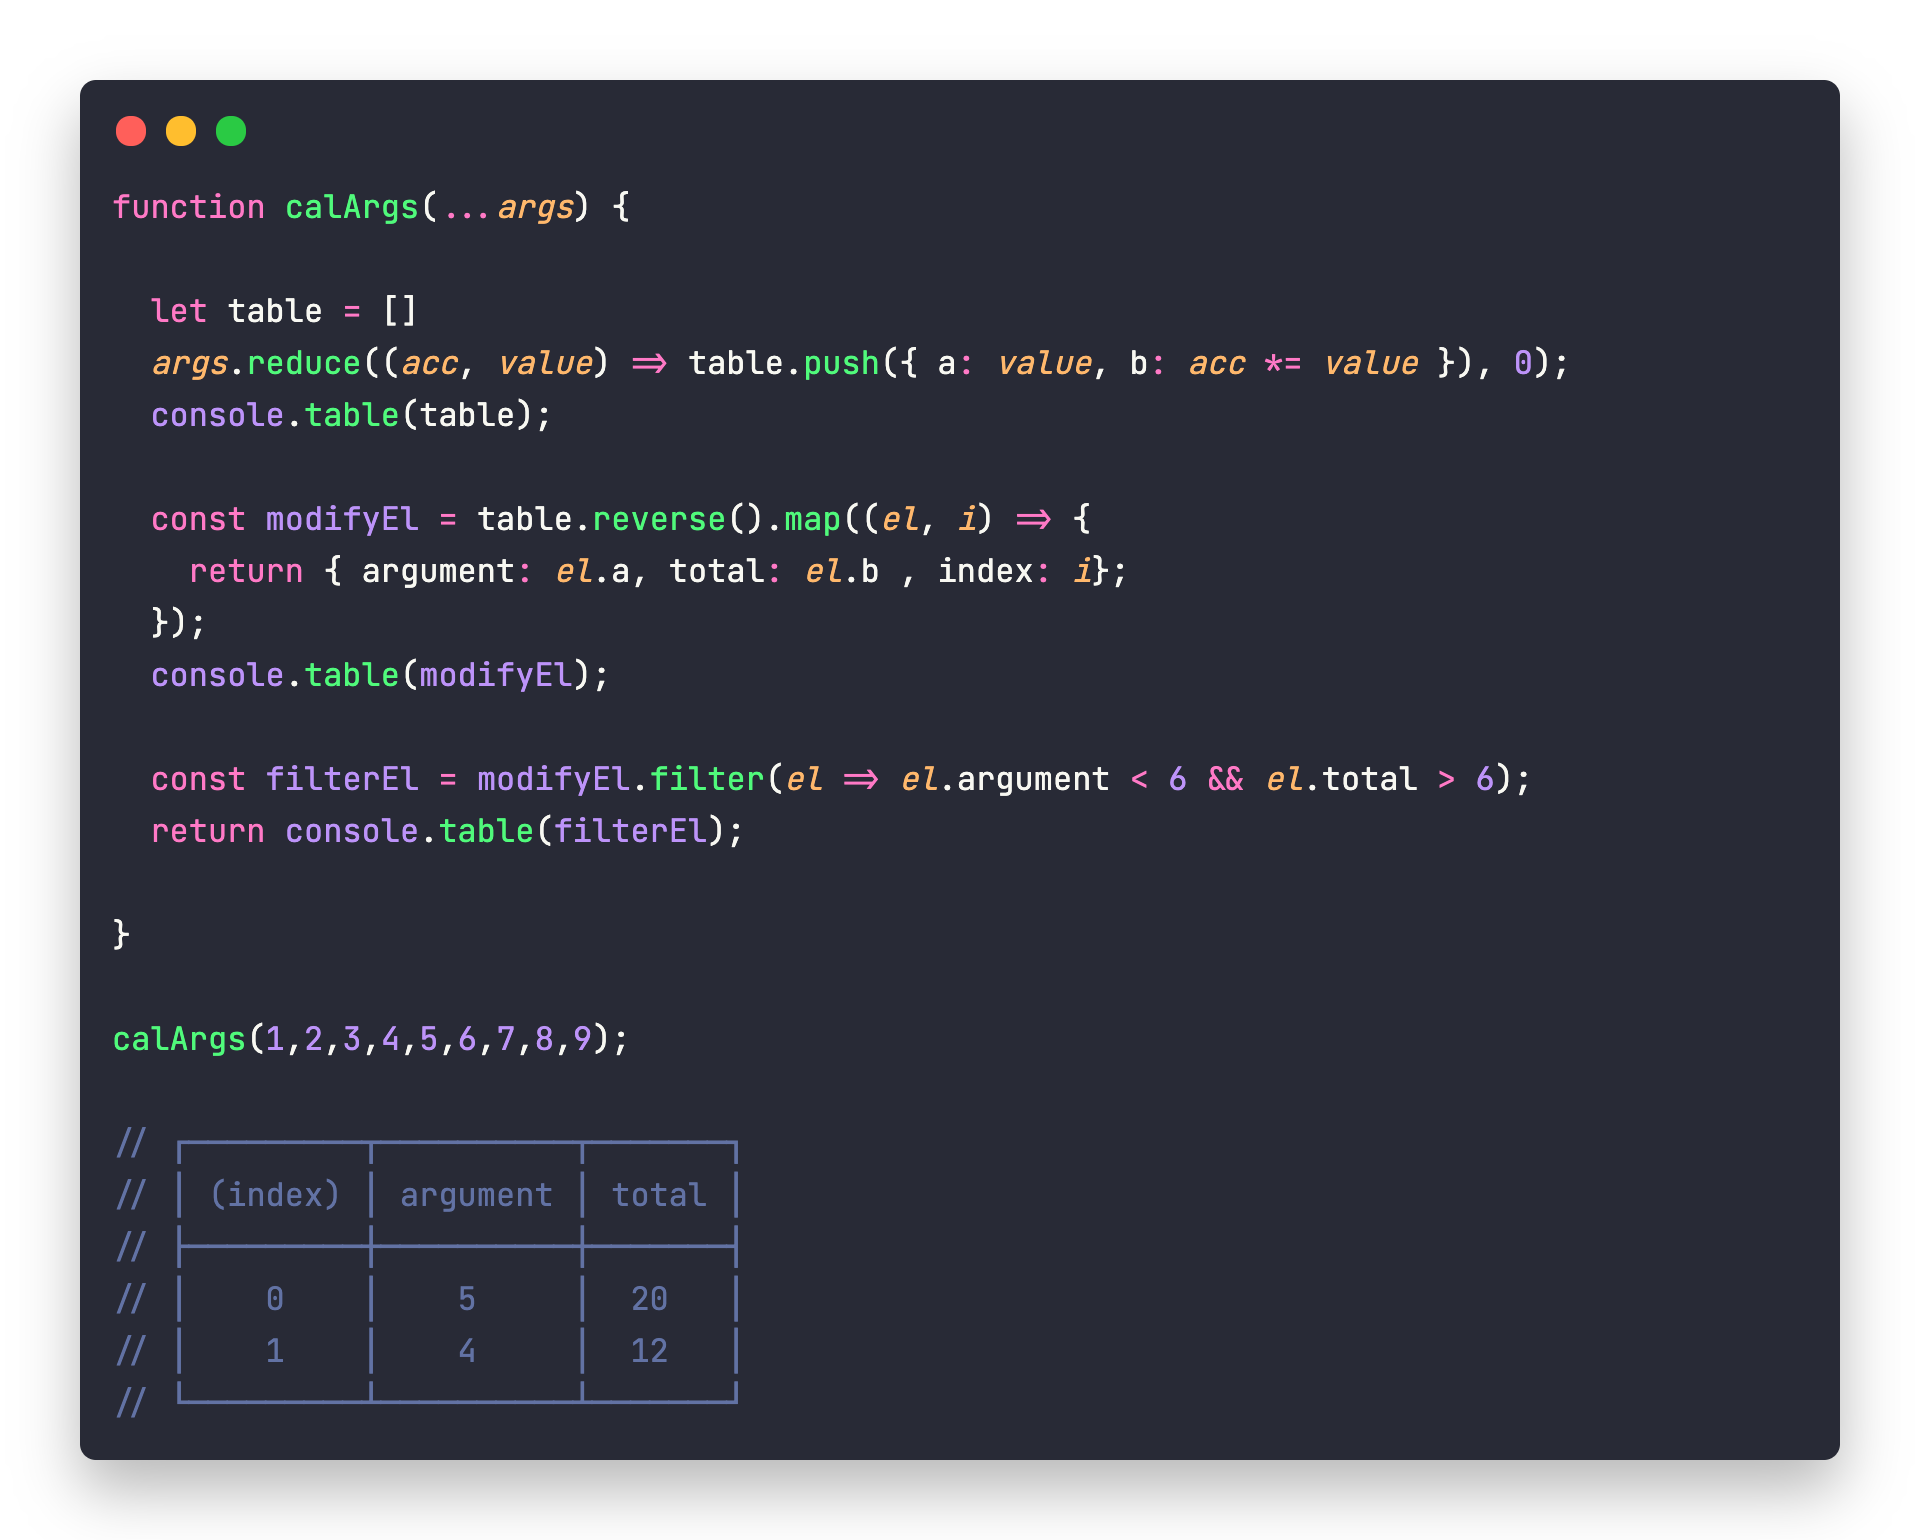 function calArgs(...args) {
  let table = []
  args.reduce((acc, value) => table.push({ a: value, b: acc *= value }), 0);
  console.table(table);
  const modifyEl = table.reverse().map((el, i) => {
    return { argument: el.a, total: el.b , index: i};
  });
  console.table(modifyEl);
  const filterEl = modifyEl.filter(el => el.argument < 6 && el.total > 6);
  return console.table(filterEl);
}
calArgs(1,2,3,4,5,6,7,8,9);
// ┌─────────┬──────────┬───────┐
// │ (index) │ argument │ total │
// ├─────────┼──────────┼───────┤
// │    0    │    5     │  20   │
// │    1    │    4     │  12   │
// └─────────┴──────────┴───────┘